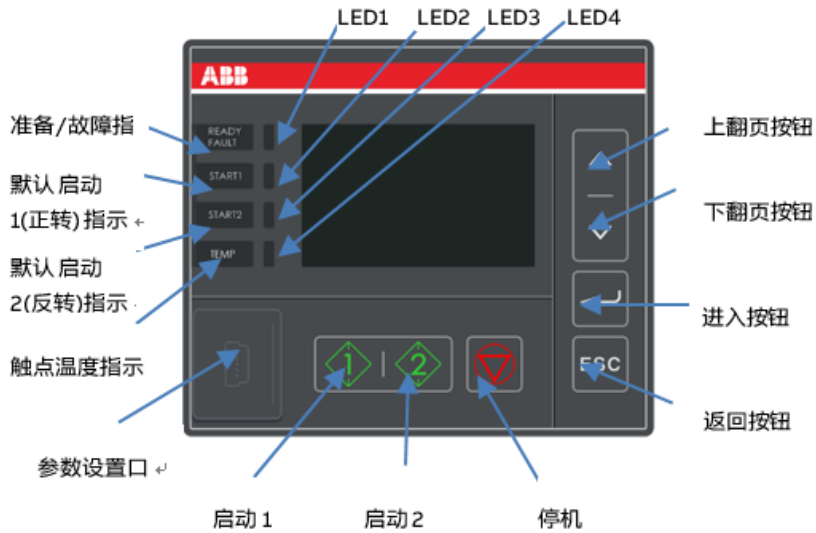 LED1 LED2 LED3 LED4
ABB
准备/故障指
READY
FAULT
上翻页按钮
默认启动
1(正转)指示
START1
下翻页按钮
START2
默认启动
2(反转)指示
TEMP
进入按钮
触点温度指示
1
2
ESC
返回按钮
参数设置口
启动1
启动2
停机